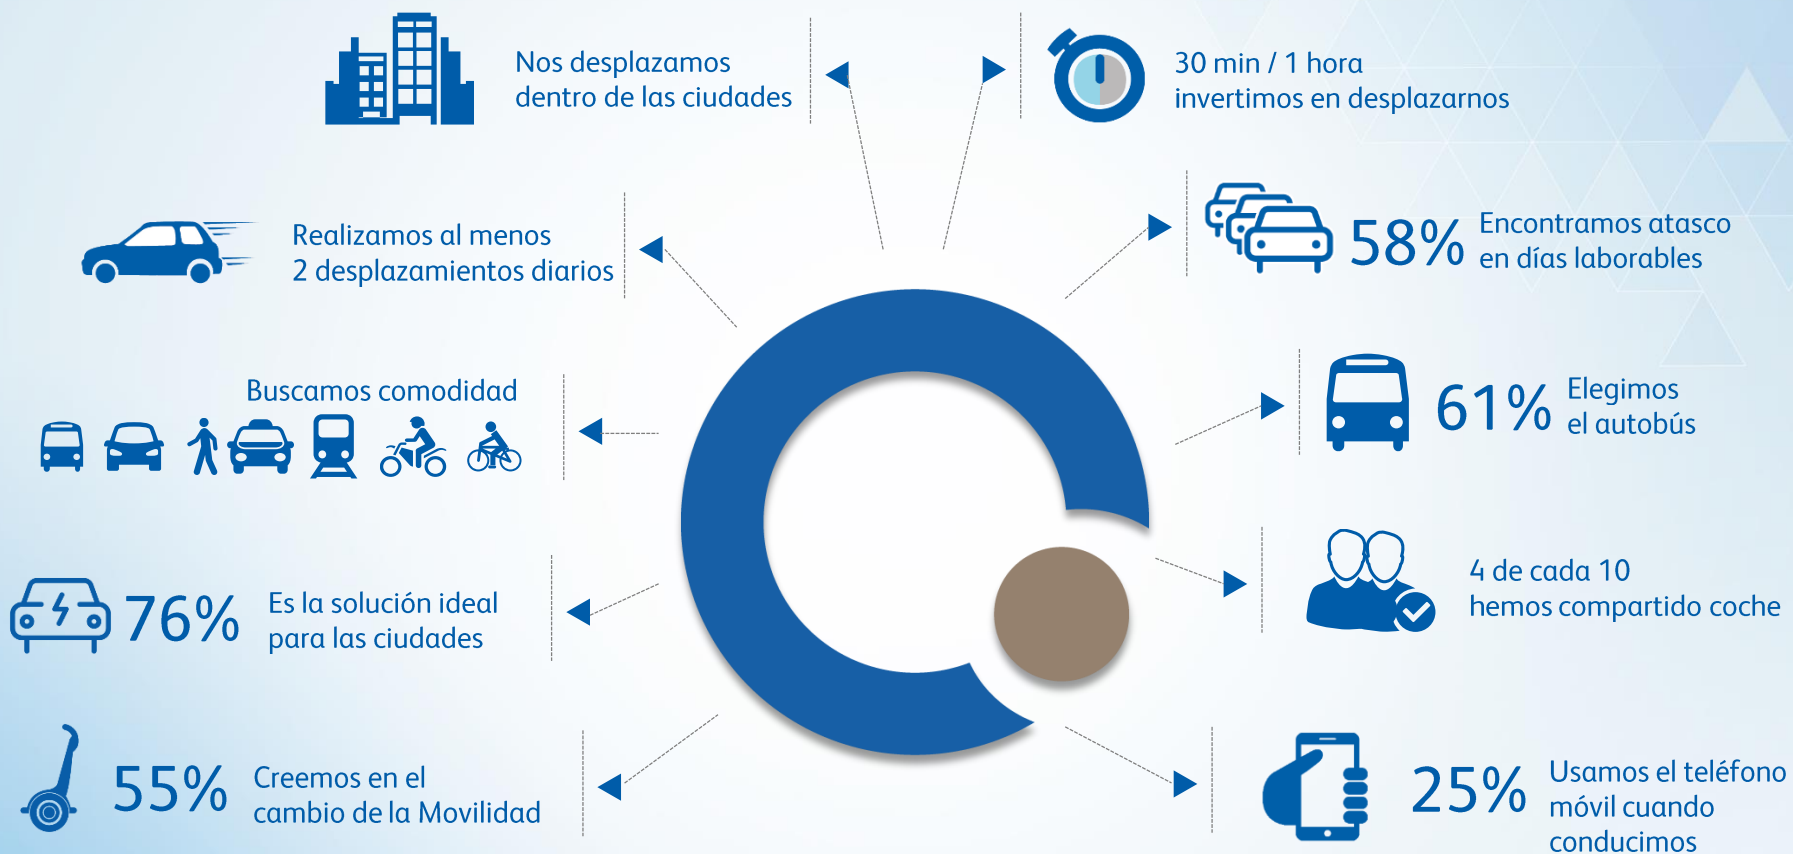 Nos desplazamos
dentro de las ciudades
30 min / 1 hora
invertimos en desplazarnos
Realizamos al menos
2 desplazamientos diarios
58%
Encontramos atasco
en días laborables
Buscamos comodidad
61%
Elegimos
el autobús
76%
Es la solución ideal
para las ciudades
4 de cada 10
hemos compartido coche
55%
Creemos en el
cambio de la Movilidad
25%
Usamos el teléfono
móvil cuando
conducimos